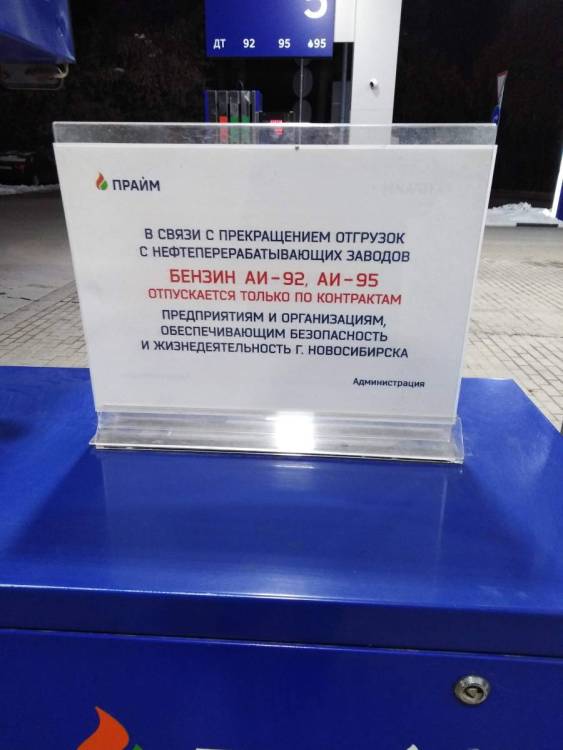 5
ДТ 92 95 95
ПРАЙМ
В СВЯЗИ С ПРЕКРАЩЕНИЕМ ОТГРУЗОК
С НЕФТЕПЕРЕРАБАТЫВАЮЩИХ ЗАВОДОВ
БЕНЗИН АИ-92, АИ-95
ОТПУСКАЕТСЯ ТОЛЬКО ПО КОНТРАКТАМ
ПРЕДПРИЯТИЯМ И ОРГАНИЗАЦИЯМ,
ОБЕСПЕЧИВАЮЩИМ БЕЗОПАСНОСТЬ
И ЖИЗНЕДЕЯТЕЛЬНОСТЬ Г. НОВОСИБИРСКА
Администрация